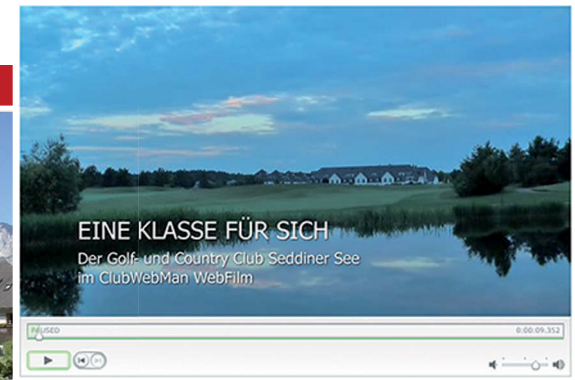 EINE KLASSE FÜR SICH
Der Golf- und Country Club Seddiner See
im ClubWebMan WebFilm
PAUSED 0:00:09.352